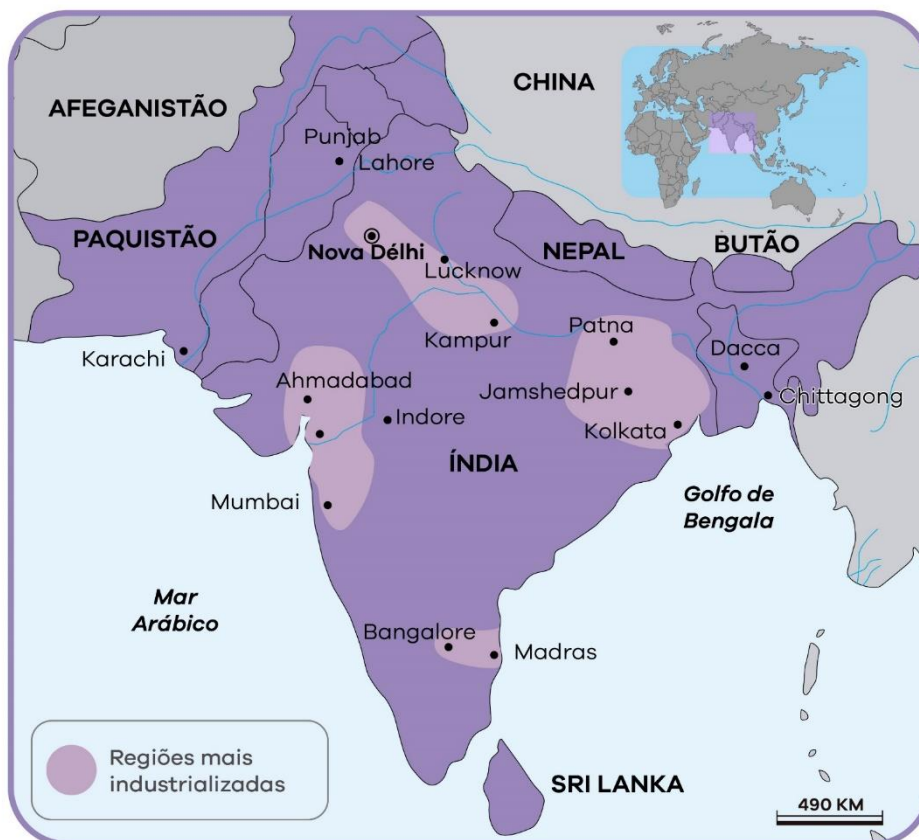 CHINA
AFEGANISTÃO
Punjab
Lahore
PAQUISTÃO
Nova Délhi
NEPAL
BUTÃO
Lucknow
Kampur
Patna
Dacca
Karachi
Ahmadabad
Jamshedpur
Chittagong
Indore
Kolkata
ÍNDIA
Mumbai
Golfo de
Bengala
Mar
Arábico
Bangalore
Madras
Regiões mais
industrializadas
SRI LANKA
490 KM